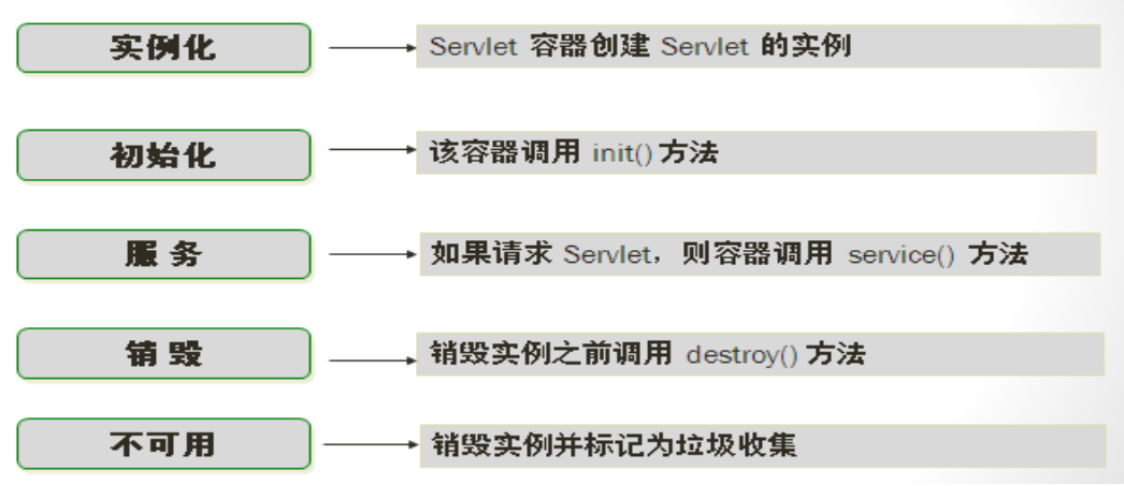 实例化 Servlet 容器创建 Servlet 的实例
初始化 该容器调用 init() 方法
服务 如果请求 Servlet，则容器调用 service() 方法
销毁 销毁实例之前调用 destroy() 方法
不可用 销毁实例并标记为垃圾收集